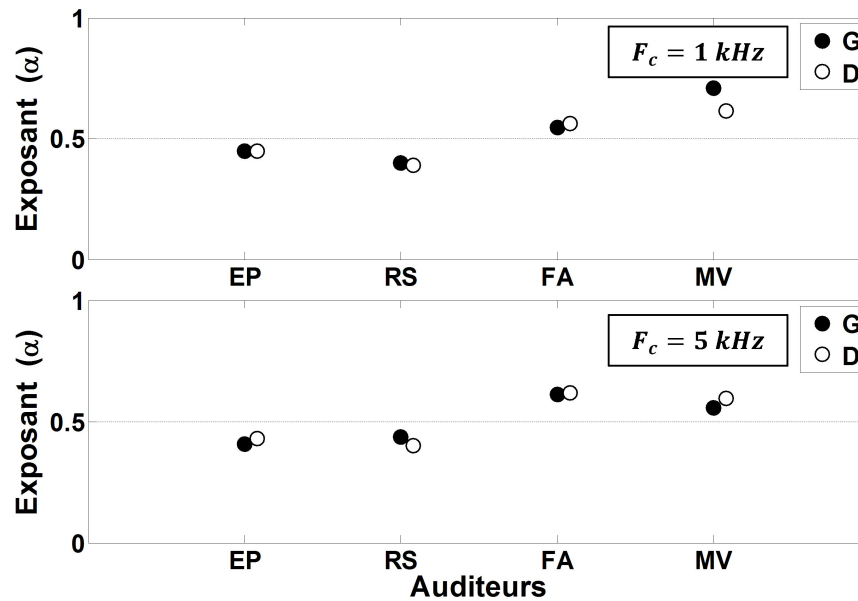 1
F_c = 1 kHz
G
D
Exposant (α)
0.5
0
EP RS FA MV
1
F_c = 5 kHz
G
D
Exposant (α)
0.5
0
EP RS FA MV
Auditeurs